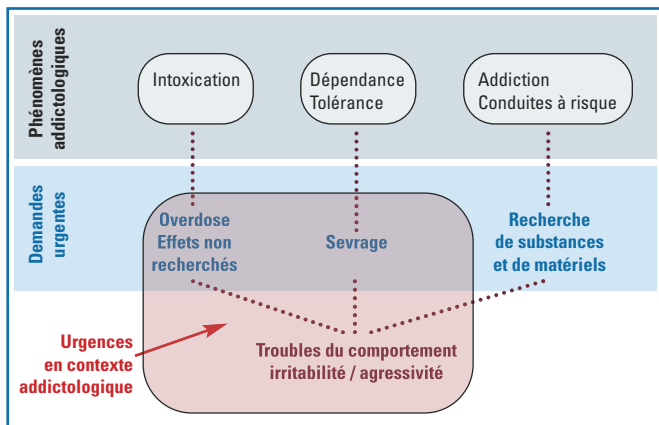 Phénomènes
addictologiques
Intoxication
Dépendance
Tolérance
Addiction
Conduites à risque
Demandes
urgentes
Overdose
Effets non
recherchés
Sevrage
Recherche
de substances
et de matériels
Urgences
en contexte
addictologique
Troubles du comportement
irritabilité / agressivité